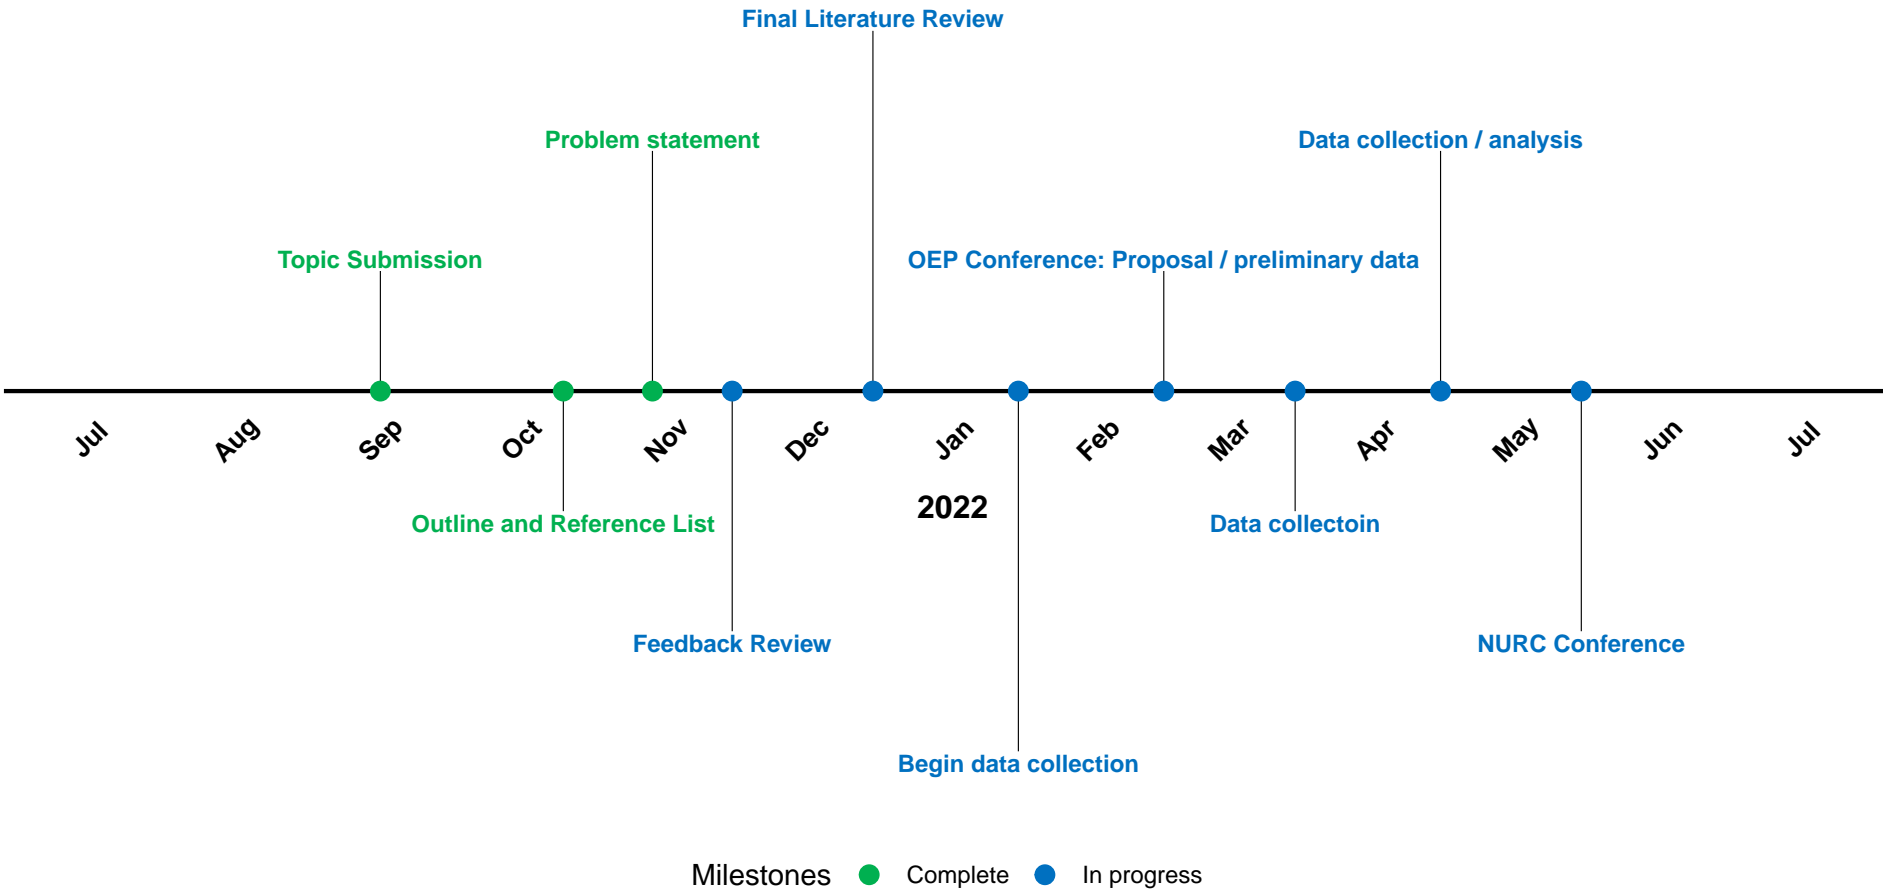 Final Literature Review
Problem statement
Data collection / analysis
Topic Submission
OEP Conference: Proposal / preliminary data
Jul
Aug
Sep
Oct
Nov
Dec
Jan
Feb
Mar
Apr
May
Jun
Jul
2022
Outline and Reference List
Data collectoin
Feedback Review
NURC Conference
Begin data collection
Milestones Complete In progress